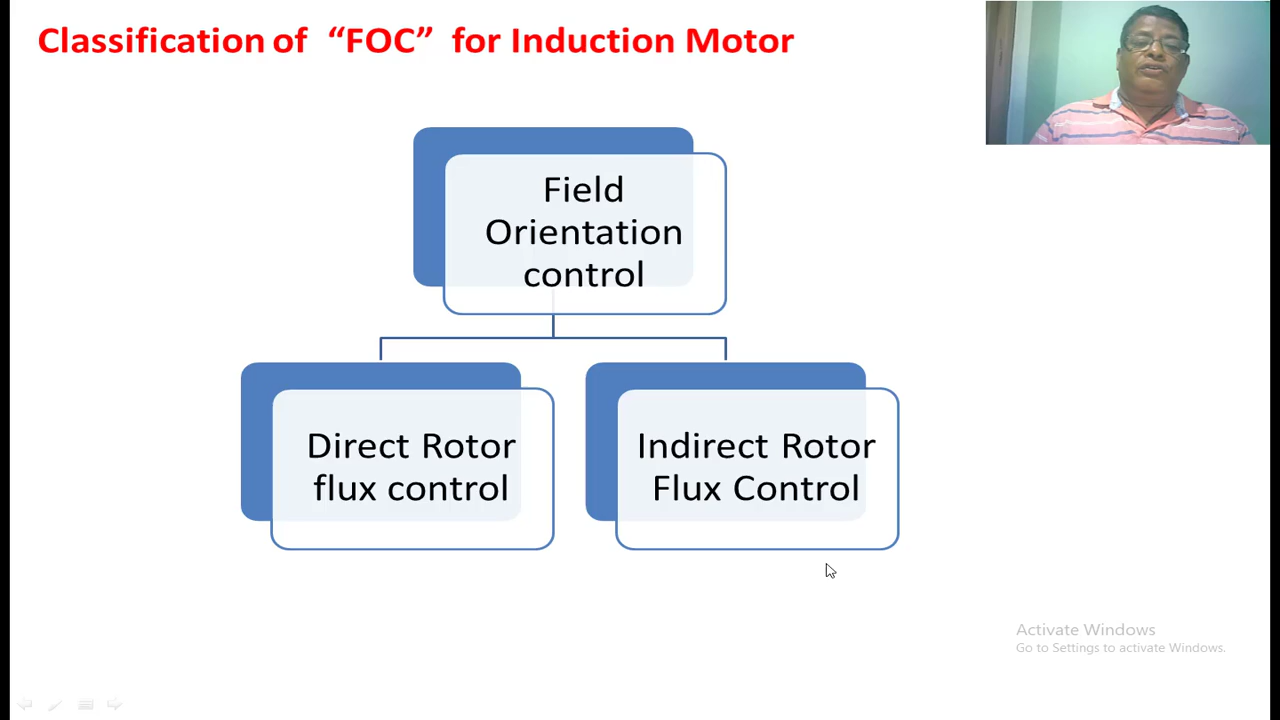 Classification of “FOC” for Induction Motor
Field
Orientation
control
Direct Rotor
flux control
Indirect Rotor
Flux Control
Activate Windows
Go to Settings to activate Windows.